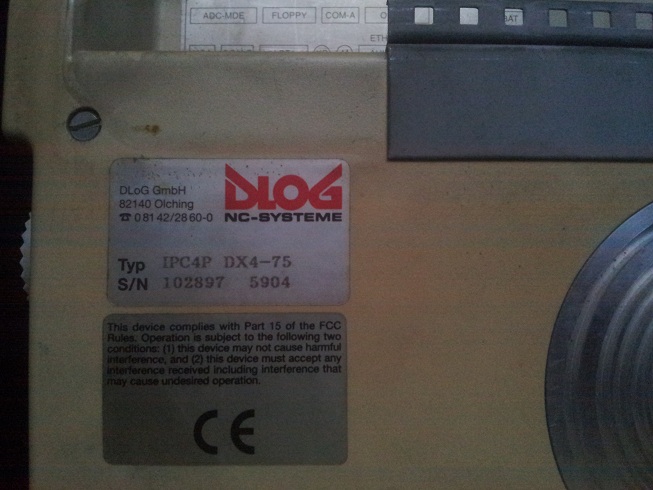 ADC-MDE FLOPPY COM-A
ETH
DLoG GmbH
82140 Olching
☎ 0 81 42/28 60-0
DLOG
NC-SYSTEME
Typ IPC4P DX4-75
S/N 102897 5904
This device complies with Part 15 of the FCC
Rules. Operation is subject to the following two
conditions: (1) this device may not cause harmful
interference, and (2) this device must accept any
interference received including interference that
may cause undesired operation.
CE